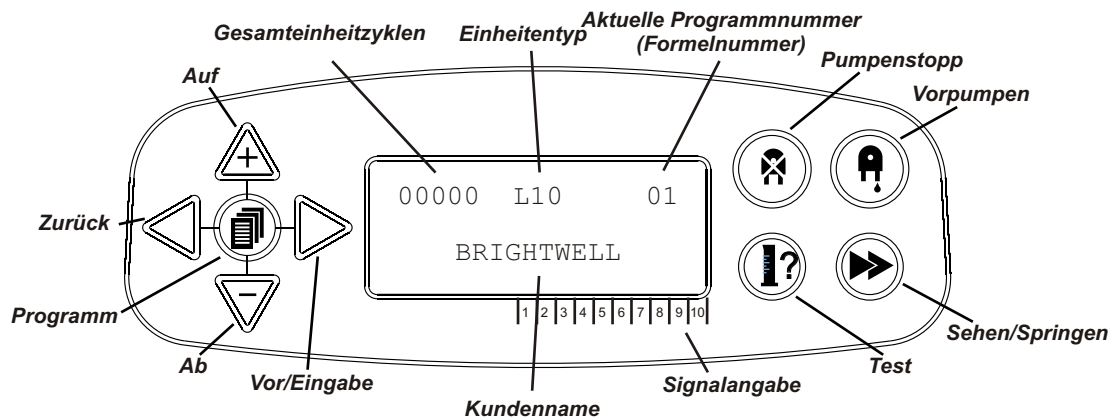 Gesamteinheitzyklen
Einheitentyp
Aktuelle Programmnummer
(Formelnummer)
Pumpenstopp
Vorpumpen
Auf
+
00000 L10 01
Zurück
BRIGHTWELL
?
Programm
−
1 2 3 4 5 6 7 8 9 10
Sehen/Springen
Ab
Vor/Eingabe
Signalangabe
Test
Kundenname